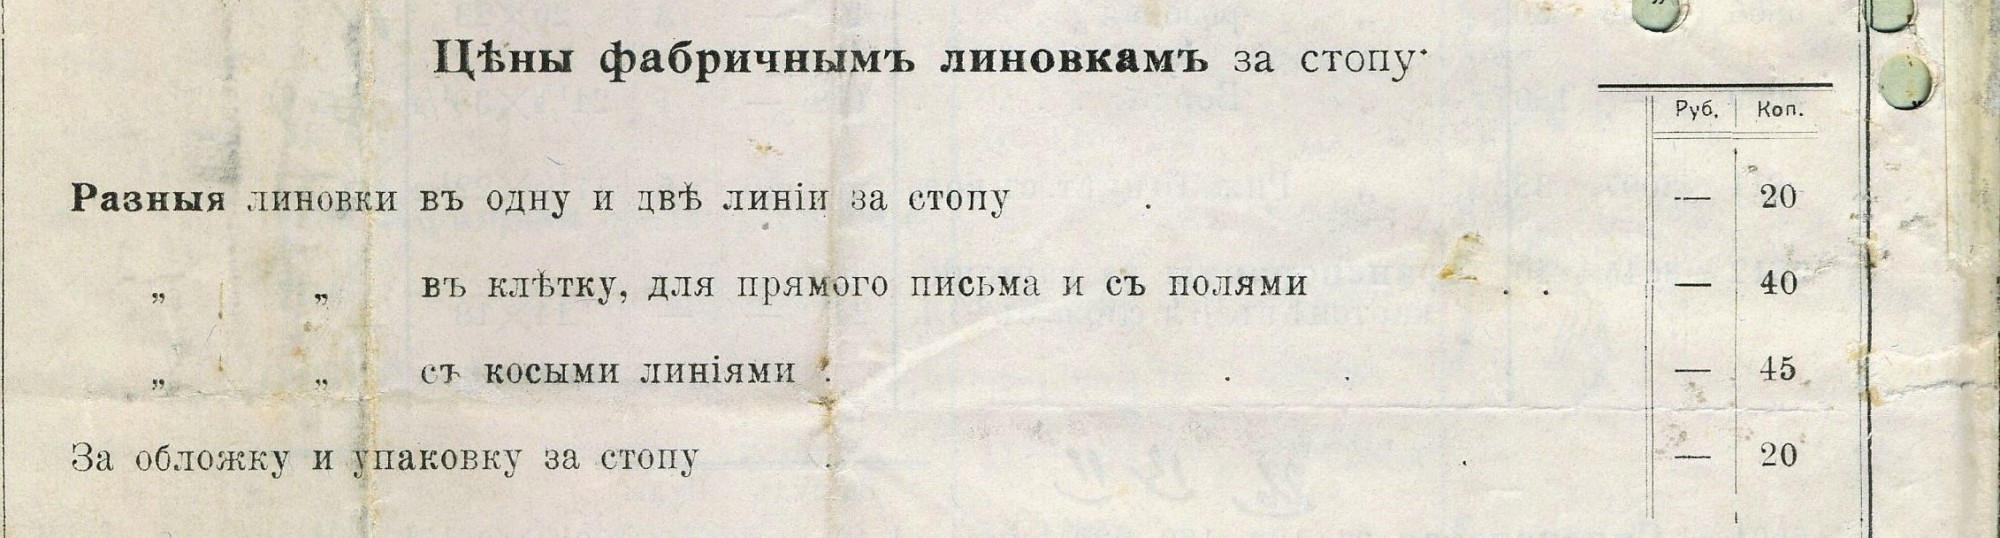 Цѣны фабричнымъ линовкамъ за стопу
Руб. Коп.
Разныя линовки въ одну и двѣ линіи за стопу . — 20
„ „ въ клѣтку, для прямого письма и съ полями . . — 40
„ „ съ косыми линіями . . . — 45
За обложку и упаковку за стопу . . — 20